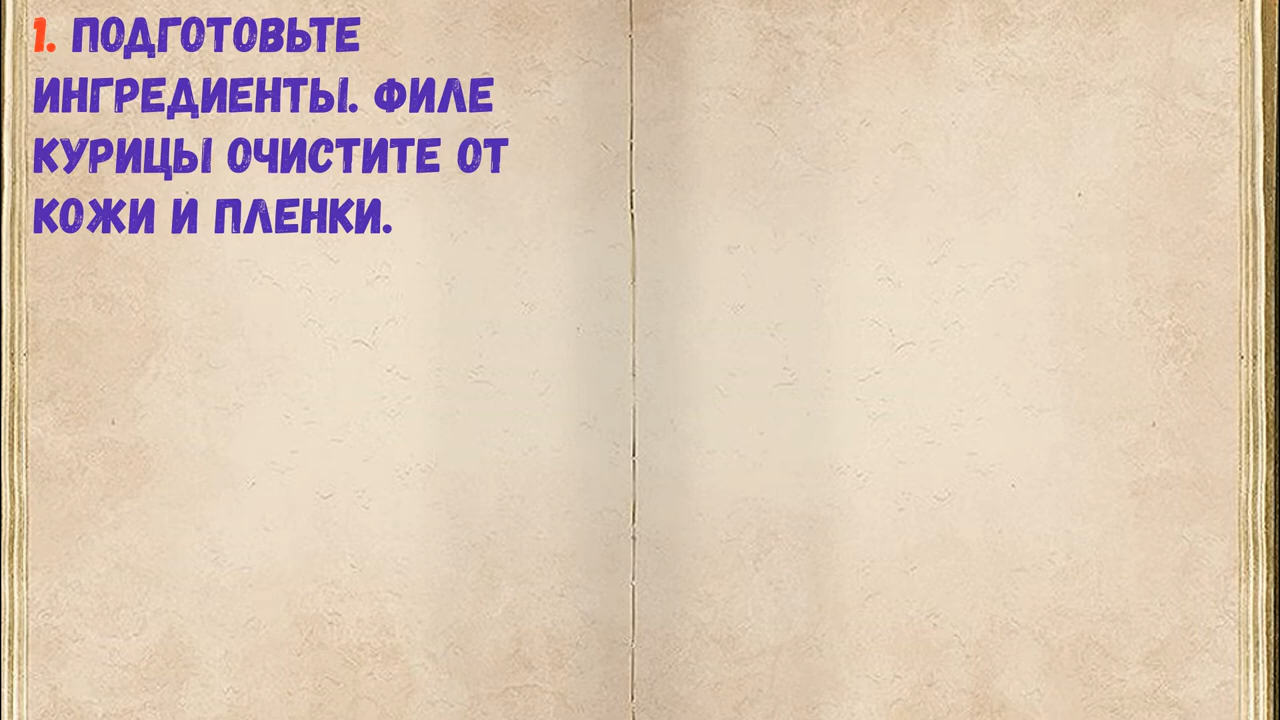 1. ПОДГОТОВЬТЕ
ИНГРЕДИЕНТЫ. ФИЛЕ
КУРИЦЫ ОЧИСТИТЕ ОТ
КОЖИ И ПЛЕНКИ.